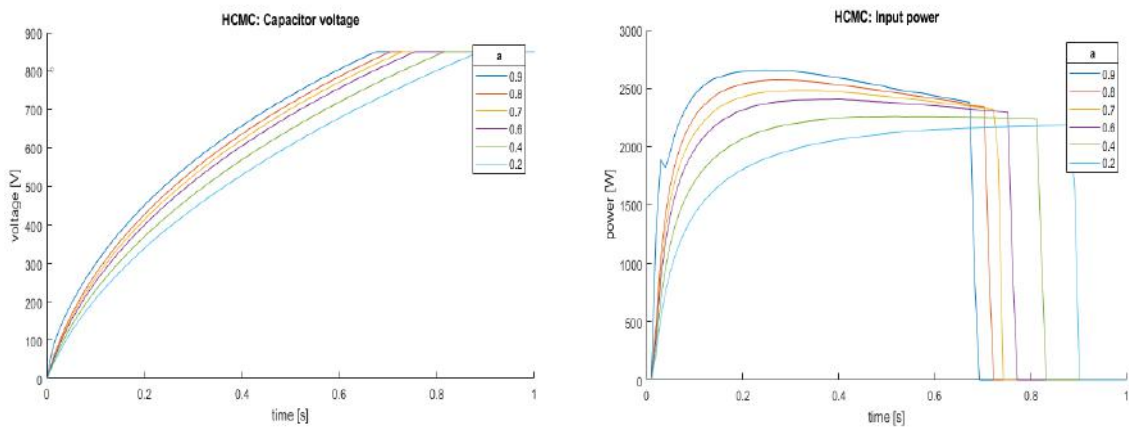 HCMC: Capacitor voltage
900
800
700
600
500
400
300
200
100
0
voltage [V]
0 0.2 0.4 0.6 0.8 1
time [s]
a
0.9
0.8
0.7
0.6
0.4
0.2
HCMC: Input power
3000
2500
2000
1500
1000
500
0
power [W]
0 0.2 0.4 0.6 0.8 1
time [s]
a
0.9
0.8
0.7
0.6
0.4
0.2